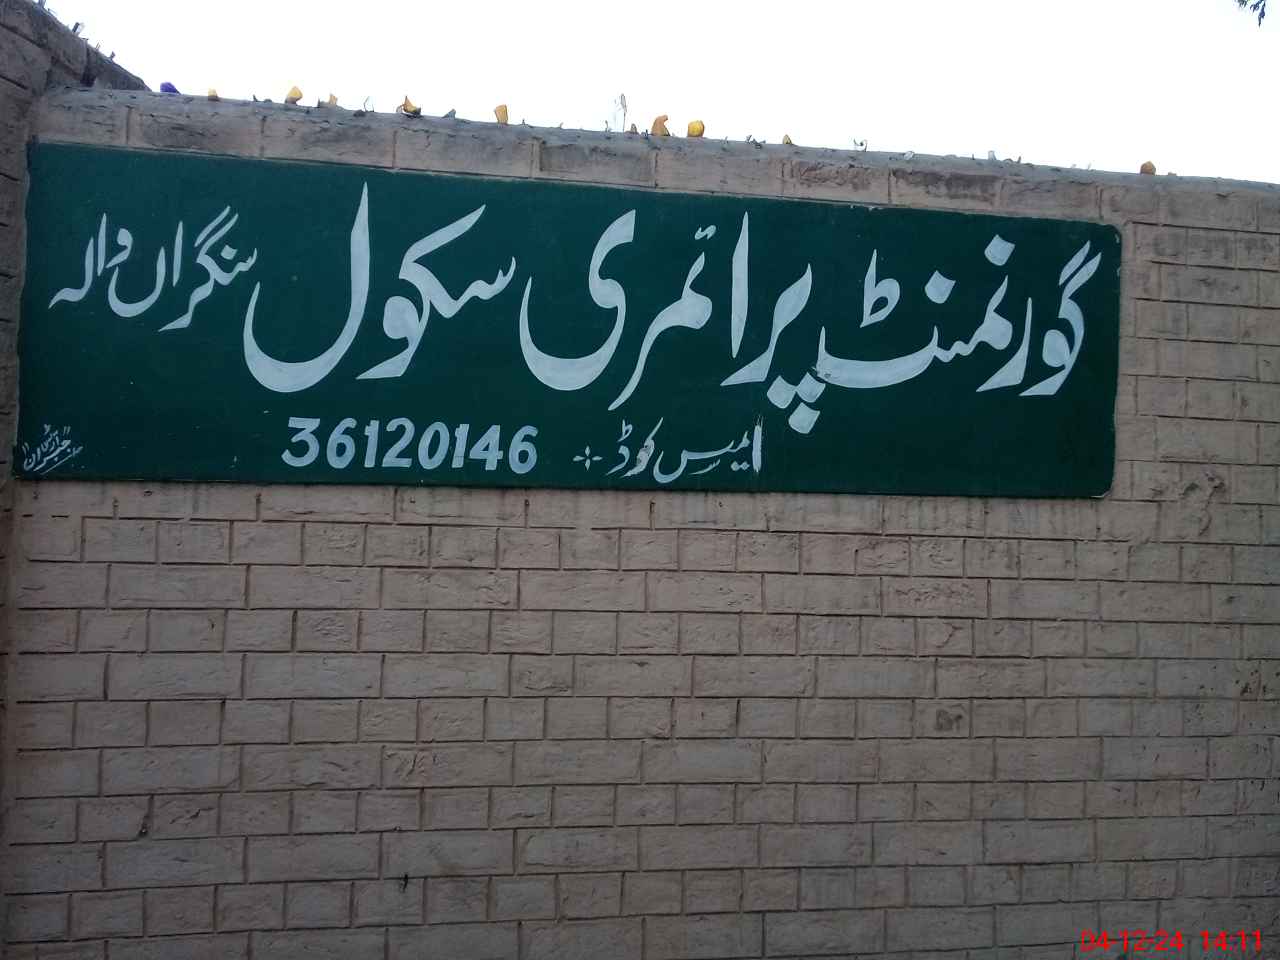 گورنمنٹ پرائمری سکول سنگراں والہ
ایمس کوڈ 36120146
04-12-24 14:11